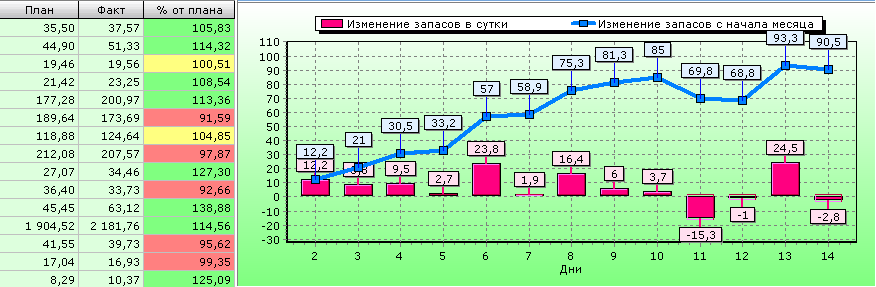 План Факт % от плана
35,50 37,57 105,83
44,90 51,33 114,32
19,46 19,56 100,51
21,42 23,25 108,54
177,28 200,97 113,36
189,64 173,69 91,59
118,88 124,64 104,85
212,08 207,57 97,87
27,07 34,46 127,30
36,40 33,73 92,66
45,45 63,12 138,88
1 904,52 2 181,76 114,56
41,55 39,73 95,62
17,04 16,93 99,35
8,29 10,37 125,09
Изменение запасов в сутки Изменение запасов с начала месяца
110
100
90
80
70
60
50
40
30
20
10
0
-10
-20
-30
12,2 21 30,5 33,2 57 58,9 75,3 81,3 85 69,8 68,8 93,3 90,5
12,2 8,8 9,5 2,7 23,8 1,9 16,4 6 3,7 -15,3 -1 24,5 -2,8
2 3 4 5 6 7 8 9 10 11 12 13 14
Дни